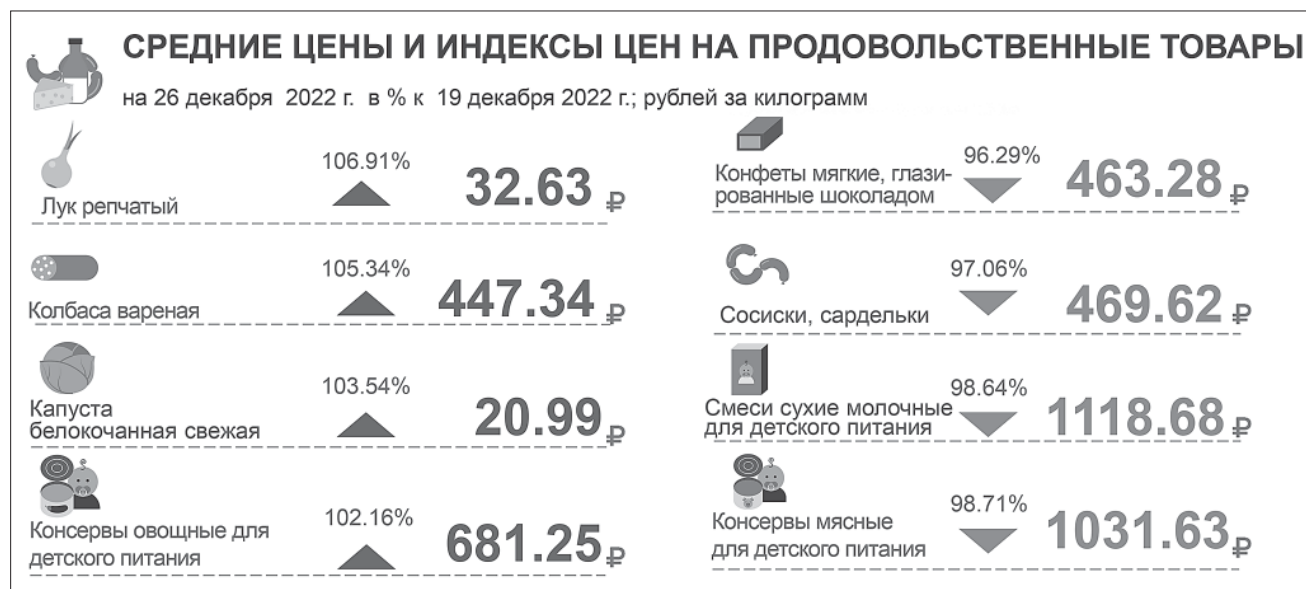 СРЕДНИЕ ЦЕНЫ И ИНДЕКСЫ ЦЕН НА ПРОДОВОЛЬСТВЕННЫЕ ТОВАРЫ
на 26 декабря 2022 г. в % к 19 декабря 2022 г.; рублей за килограмм
106.91%
32.63 ₽
Лук репчатый
105.34%
447.34 ₽
Колбаса вареная
103.54%
20.99 ₽
Капуста
белокочанная свежая
102.16%
681.25 ₽
Консервы овощные для
детского питания
96.29%
463.28 ₽
Конфеты мягкие, глази-
рованные шоколадом
97.06%
469.62 ₽
Сосиски, сардельки
98.64%
1118.68 ₽
Смеси сухие молочные
для детского питания
98.71%
1031.63 ₽
Консервы мясные
для детского питания